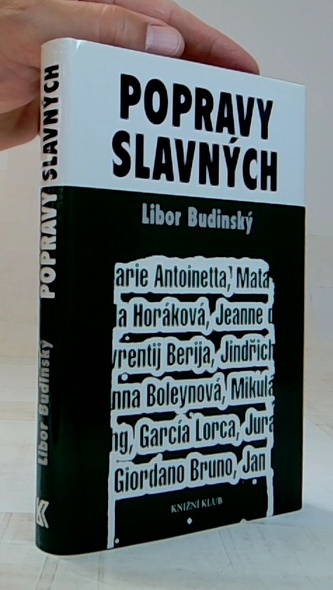 POPRAVY
SLAVNÝCH
Libor Budinský
arie Antoinetta, Mata
a Horáková, Jeanne d
vrentij Berija, Jindřich
nna Boleynová, Mikulá
ng, García Lorca, Jura
Giordano Bruno, Jan
KNIŽNÍ KLUB
POPRAVY SLAVNÝCH
Libor Budinský